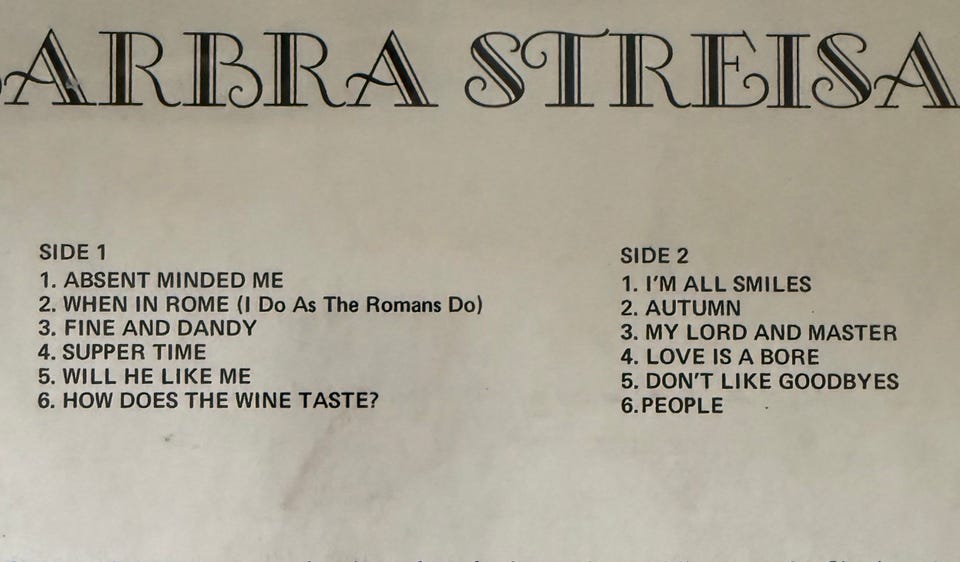 ARBRA STREISA
SIDE 1
1. ABSENT MINDED ME
2. WHEN IN ROME (I Do As The Romans Do)
3. FINE AND DANDY
4. SUPPER TIME
5. WILL HE LIKE ME
6. HOW DOES THE WINE TASTE?
SIDE 2
1. I'M ALL SMILES
2. AUTUMN
3. MY LORD AND MASTER
4. LOVE IS A BORE
5. DON'T LIKE GOODBYES
6.PEOPLE